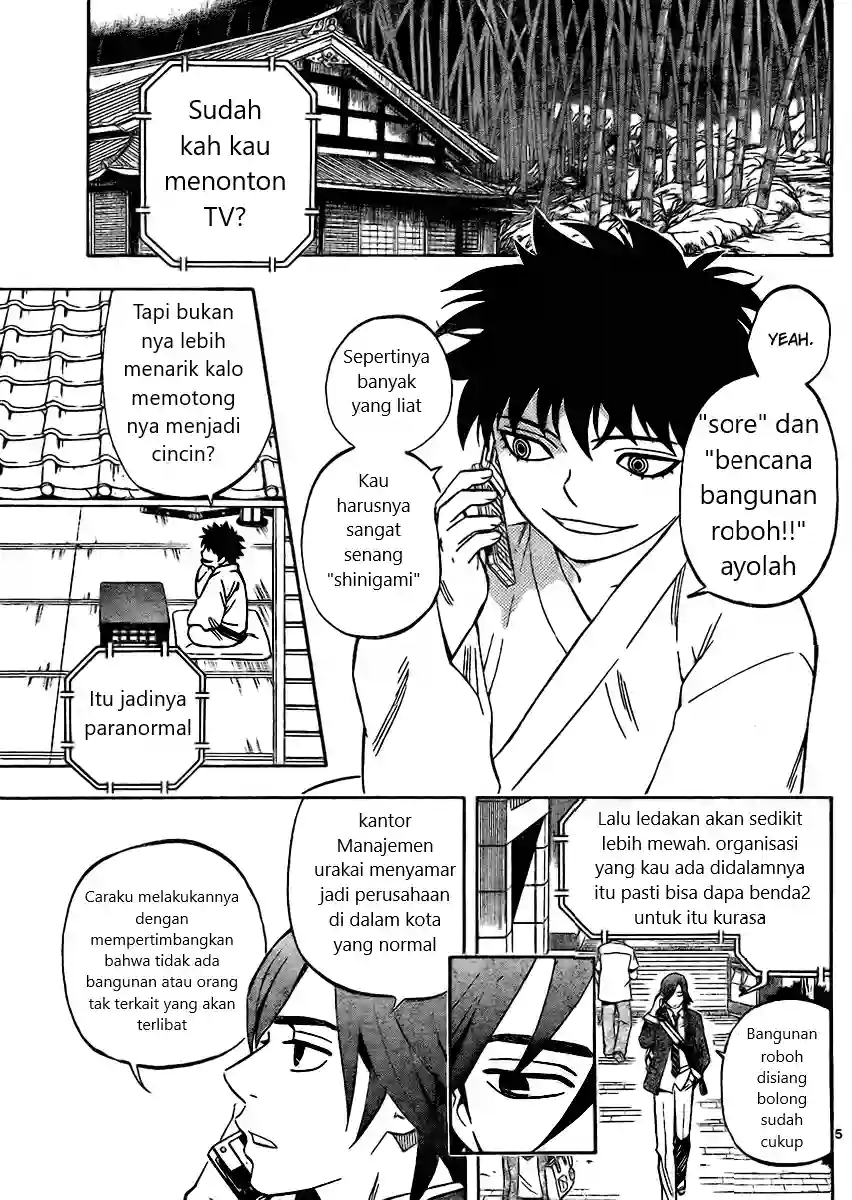 Sudah
kah kau
menonton
TV?
YEAH.
"sore" dan
"bencana
bangunan
roboh!!"
ayolah
Sepertinya
banyak
yang liat
Kau
harusnya
sangat
senang
"shinigami"
Tapi bukan
nya lebih
menarik kalo
memotong
nya menjadi
cincin?
Itu jadinya
paranormal
Lalu ledakan akan sedikit
lebih mewah. organisasi
yang kau ada didalamnya
itu pasti bisa dapa benda2
untuk itu kurasa
Bangunan
roboh
disiang
bolong
sudah
cukup
kantor
Manajemen
urakai menyamar
jadi perusahaan
di dalam kota
yang normal
Caraku melakukannya
dengan
mempertimbangkan
bahwa tidak ada
bangunan atau orang
tak terkait yang akan
terlibat
5